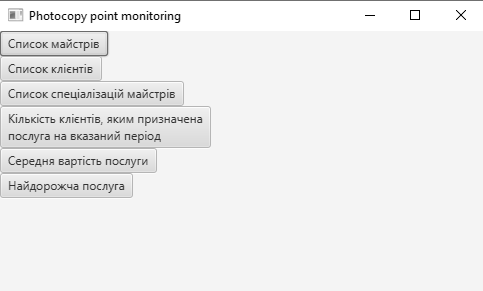 Photocopy point monitoring
Список майстрів
Список клієнтів
Список спеціалізацій майстрів
Кількість клієнтів, яким призначена
послуга на вказаний період
Середня вартість послуги
Найдорожча послуга